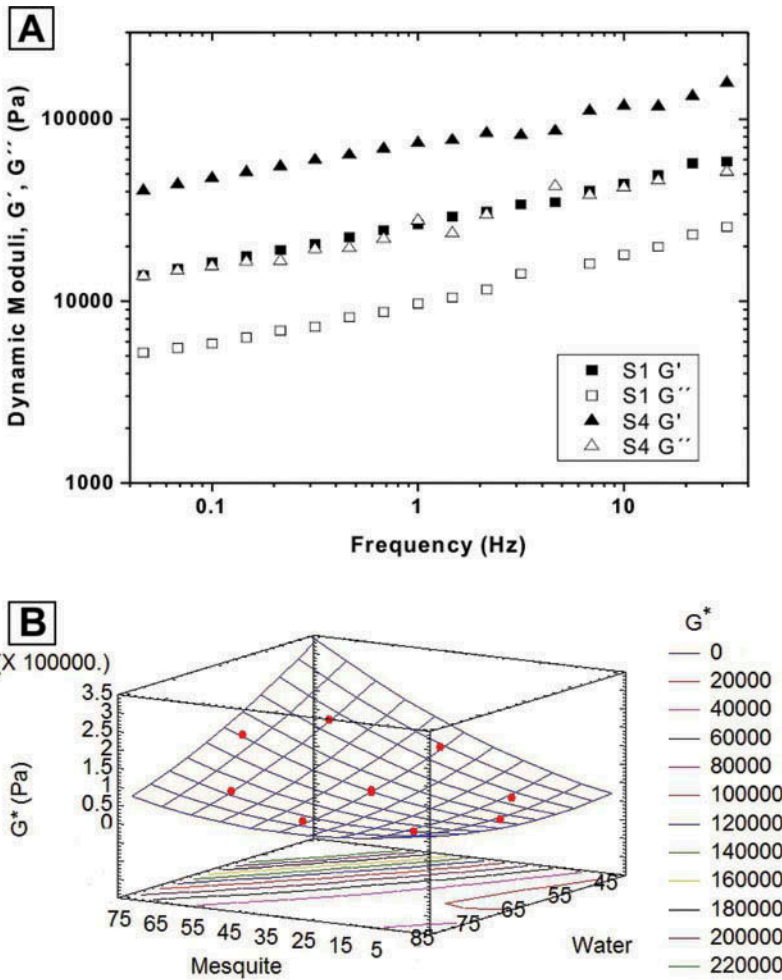 A
Dynamic Moduli, G´, G´´ (Pa)
100000
10000
1000
0.1 1 10
Frequency (Hz)
S1 G'
S1 G´´
S4 G'
S4 G´´
B
(X 100000.)
3.5
3
2.5
2
1.5
1
0.5
0
G* (Pa)
75 65 55 45 35 25 15 5
Mesquite
85 75 65 55 45
Water
G*
0
20000
40000
60000
80000
100000
120000
140000
160000
180000
200000
220000